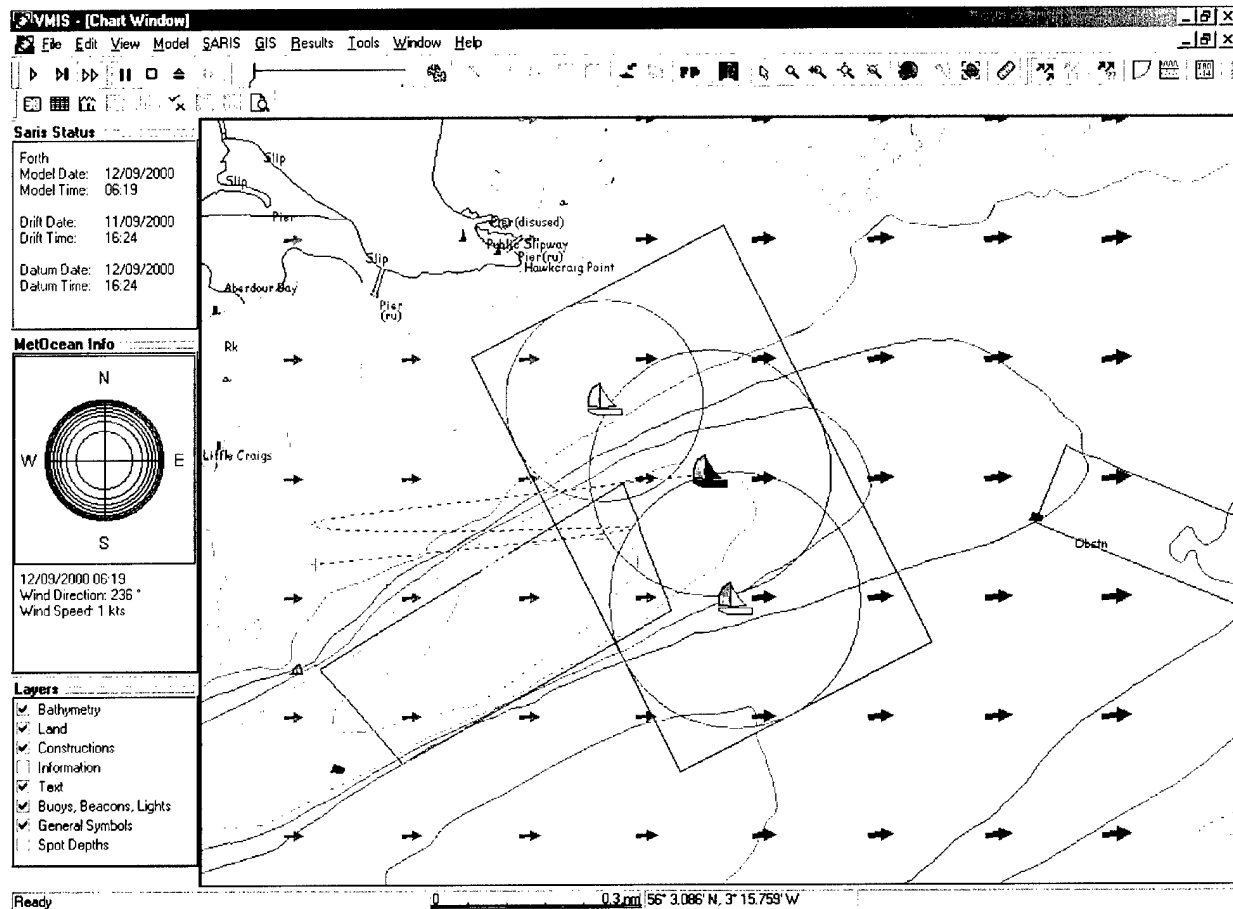 VMIS - [Chart Window]
File Edit View Model SARIS GIS Results Tools Window Help
Saris Status
Forth
Model Date: 12/09/2000
Model Time: 06:19
Drift Date: 11/09/2000
Drift Time: 16:24
Datum Date: 12/09/2000
Datum Time: 16:24
MetOcean Info
N
W E
S
12/09/2000 06:19
Wind Direction: 236 °
Wind Speed: 1 kts
Layers
Bathymetry
Land
Constructions
Information
Text
Buoys, Beacons, Lights
General Symbols
Spot Depths
Slip
Slip
Pier
Slip
Pier(disused)
Public Slipway
Pier(ru)
Hawkcraig Point
Aberdour Bay
Pier
(ru)
Rk
Little Craigs
Obstn
Ready
0 0.3 nm 56° 3.086' N, 3° 15.759' W